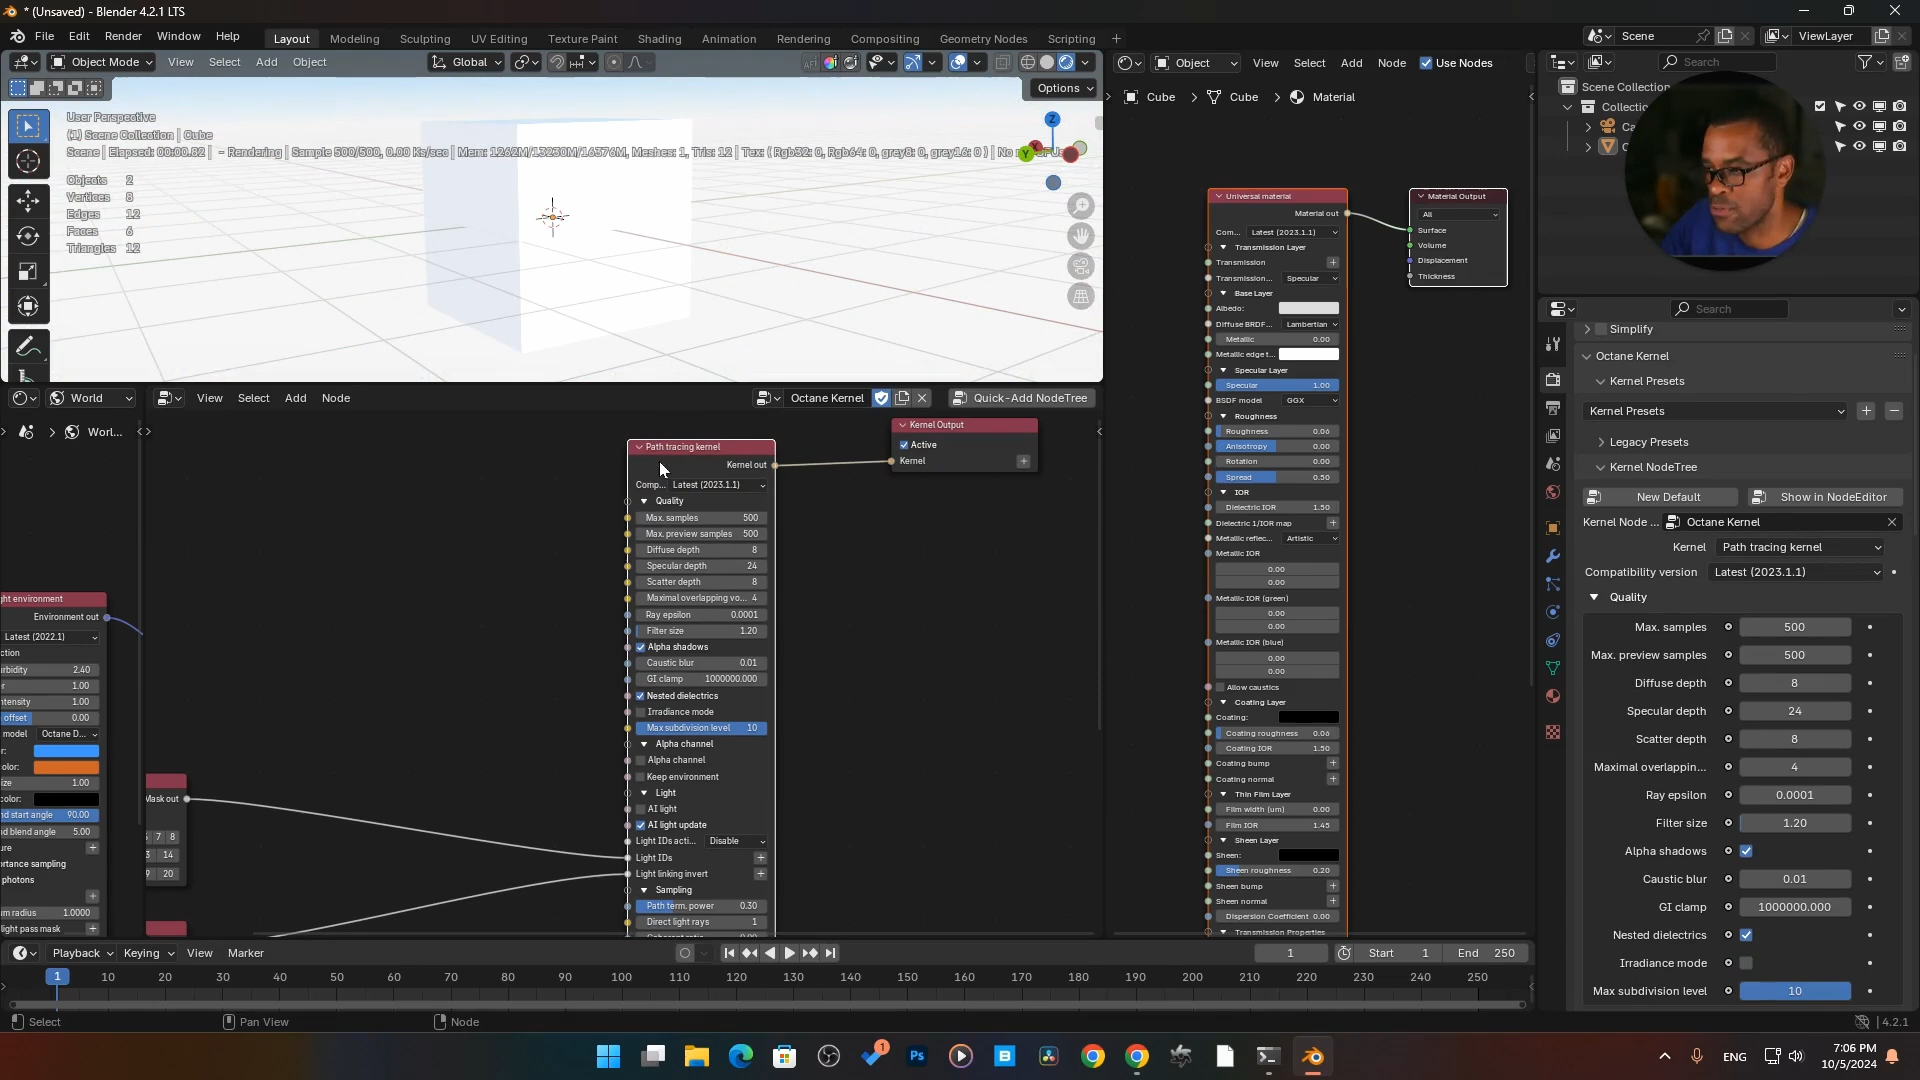 * (Unsaved) - Blender 4.2.1 LTS
File Edit Render Window Help
Layout Modeling Sculpting UV Editing Texture Paint Shading Animation Rendering Compositing Geometry Nodes Scripting +
Scene ViewLayer
Object Mode View Select Add Object Global
Options
User Perspective
(1) Scene Collection | Cube
Scene | Elapsed: 00:00.82 | - Rendering | Sample 500/500, 0.00 Ks/sec | Mem: 1262M/13230M/16376M, Meshes: 1, Tris: 12 | Tex: ( Rgb32: 0, Rgb64: 0, grey8: 0, grey16: 0 ) | No
Objects 2
Vertices 8
Edges 12
Faces 6
Triangles 12
Z
Y
Object View Select Add Node Use Nodes
Cube > Cube > Material
Universal material
Material out
Com... Latest (2023.1.1)
Transmission Layer
Transmission
Transmission... Specular
Base Layer
Albedo:
Diffuse BRDF... Lambertian
Metallic 0.00
Metallic edge t...
Specular Layer
Specular 1.00
BSDF model GGX
Roughness
Roughness 0.06
Anisotropy 0.00
Rotation 0.00
Spread 0.50
IOR
Dielectric IOR 1.50
Dielectric 1/IOR map
Metallic reflec... Artistic
Metallic IOR
0.00
0.00
Metallic IOR (green)
0.00
0.00
Metallic IOR (blue)
0.00
0.00
Allow caustics
Coating Layer
Coating:
Coating roughness 0.06
Coating IOR 1.50
Coating bump
Coating normal
Thin Film Layer
Film width (um) 0.00
Film IOR 1.45
Sheen Layer
Sheen:
Sheen roughness 0.20
Sheen bump
Sheen normal
Dispersion Coefficient 0.00
Transmission Properties
Material Output
All
Surface
Volume
Displacement
Thickness
World
Worl...
View Select Add Node Octane Kernel Quick-Add NodeTree
ght environment
Environment out
Latest (2022.1)
ction
rbidity 2.40
r 1.00
ntensity 1.00
offset 0.00
model Octane D...
r:
color:
ize 1.00
color:
nd start angle 90.00
nd blend angle 5.00
ure
ortance sampling
photons
um radius 1.0000
light pass mask
Mask out
6 7 8
3 14
9 20
Path tracing kernel
Kernel out
Comp... Latest (2023.1.1)
Quality
Max. samples 500
Max. preview samples 500
Diffuse depth 8
Specular depth 24
Scatter depth 8
Maximal overlapping vo... 4
Ray epsilon 0.0001
Filter size 1.20
Alpha shadows
Caustic blur 0.01
GI clamp 1000000.000
Nested dielectrics
Irradiance mode
Max subdivision level 10
Alpha channel
Alpha channel
Keep environment
Light
AI light
AI light update
Light IDs acti... Disable
Light IDs
Light linking invert
Sampling
Path term. power 0.30
Direct light rays 1
Kernel Output
Active
Kernel
Search
Scene Collection
Collectio
Ca
C
Search
Simplify
Octane Kernel
Kernel Presets
Kernel Presets
Legacy Presets
Kernel NodeTree
New Default Show in NodeEditor
Kernel Node ... Octane Kernel
Kernel Path tracing kernel
Compatibility version Latest (2023.1.1)
Quality
Max. samples 500
Max. preview samples 500
Diffuse depth 8
Specular depth 24
Scatter depth 8
Maximal overlappin... 4
Ray epsilon 0.0001
Filter size 1.20
Alpha shadows
Caustic blur 0.01
GI clamp 1000000.000
Nested dielectrics
Irradiance mode
Max subdivision level 10
Playback Keying View Marker
1 Start 1 End 250
1 10 20 30 40 50 60 70 80 90 100 110 120 130 140 150 160 170 180 190 200 210 220 230 240 250
Select Pan View Node
4.2.1
1
Ps
B
ENG
7:06 PM
10/5/2024